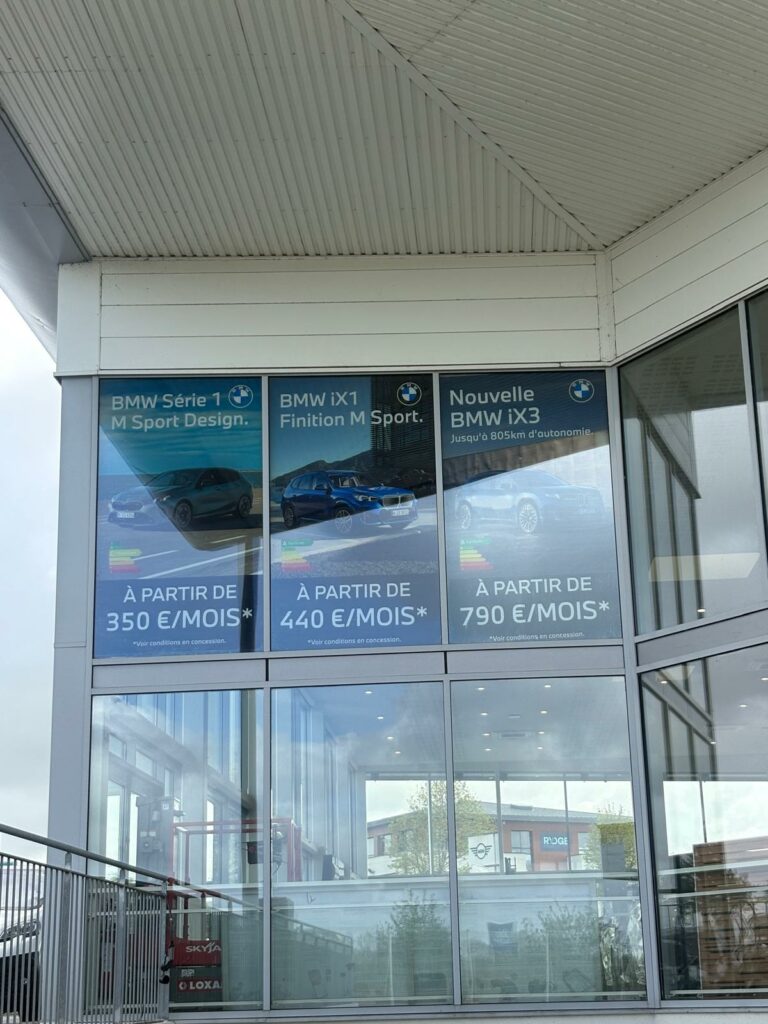 BMW Série 1
M Sport Design.
À PARTIR DE
350 €/MOIS*
*Voir conditions en concession.
BMW iX1
Finition M Sport.
À PARTIR DE
440 €/MOIS*
*Voir conditions en concession.
Nouvelle
BMW iX3
Jusqu'à 805km d'autonomie.
À PARTIR DE
790 €/MOIS*
*Voir conditions en concession.
SKYJA
LOXA